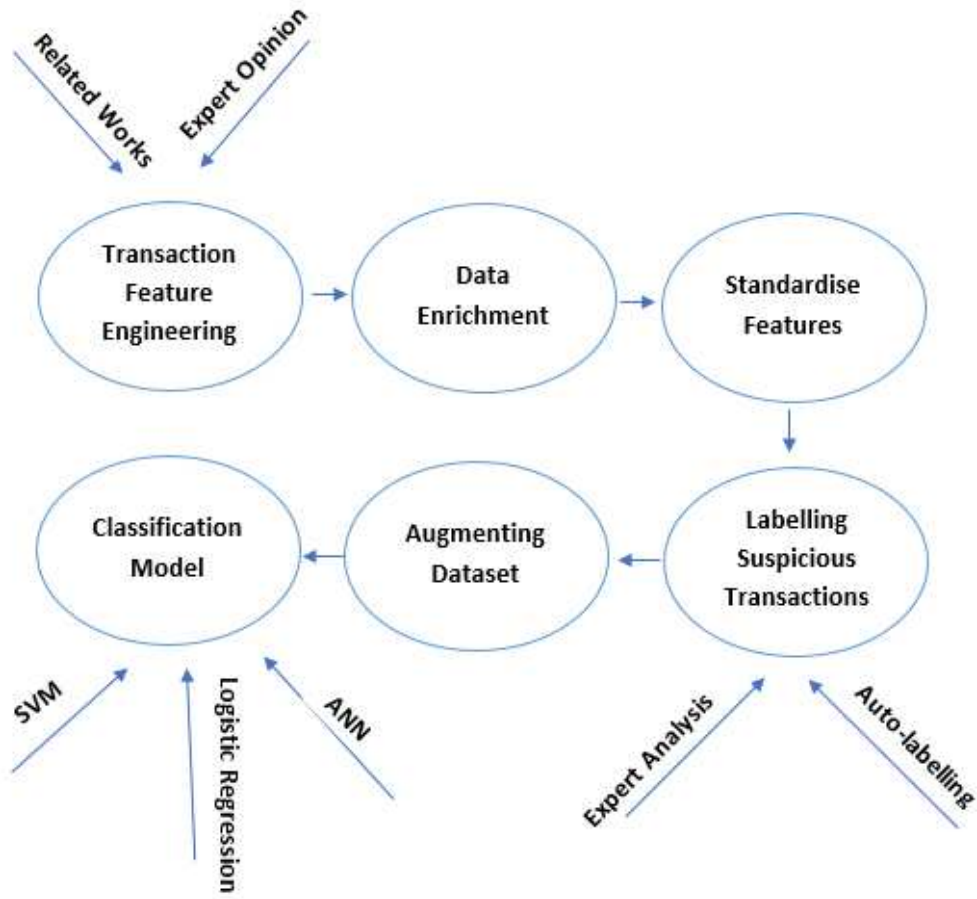 Related Works
Expert Opinion
Transaction
Feature
Engineering
Data
Enrichment
Standardise
Features
Classification
Model
Augmenting
Dataset
Labelling
Suspicious
Transactions
SVM
Logistic Regression
ANN
Expert Analysis
Auto-labelling